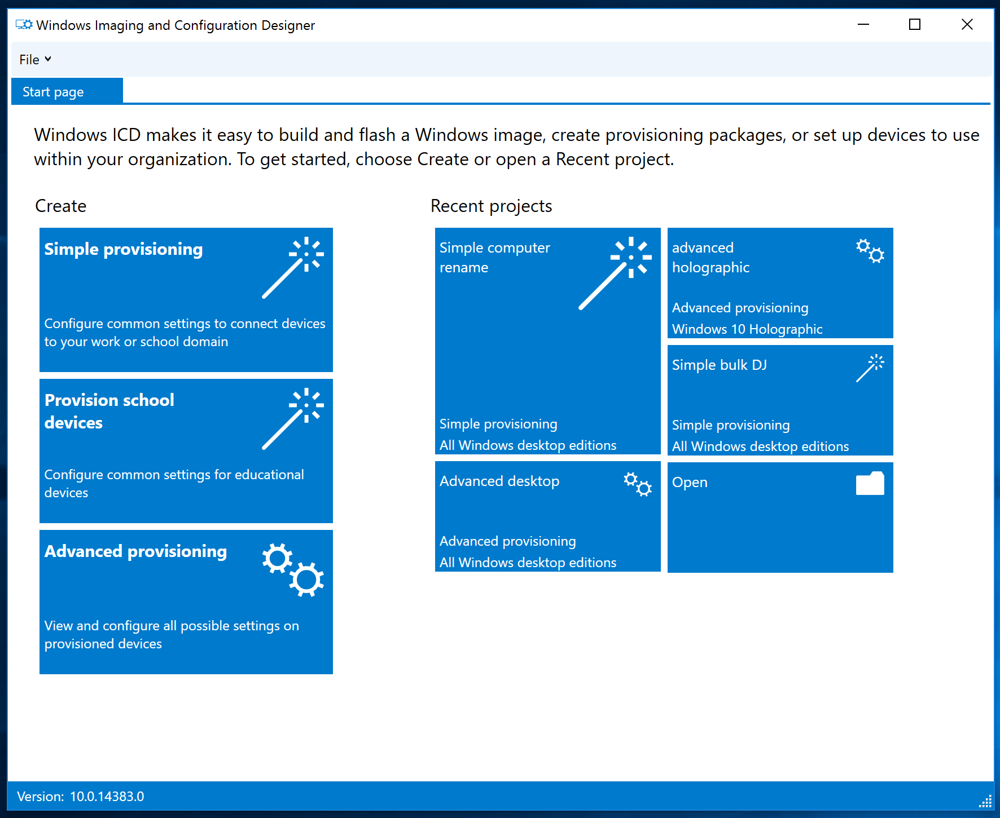 Windows Imaging and Configuration Designer
File
Start page
Windows ICD makes it easy to build and flash a Windows image, create provisioning packages, or set up devices to use
within your organization. To get started, choose Create or open a Recent project.
Create
Simple provisioning
Configure common settings to connect devices
to your work or school domain
Provision school
devices
Configure common settings for educational
devices
Advanced provisioning
View and configure all possible settings on
provisioned devices
Recent projects
Simple computer
rename
Simple provisioning
All Windows desktop editions
advanced
holographic
Advanced provisioning
Windows 10 Holographic
Simple bulk DJ
Simple provisioning
All Windows desktop editions
Advanced desktop
Advanced provisioning
All Windows desktop editions
Open
Version: 10.0.14383.0